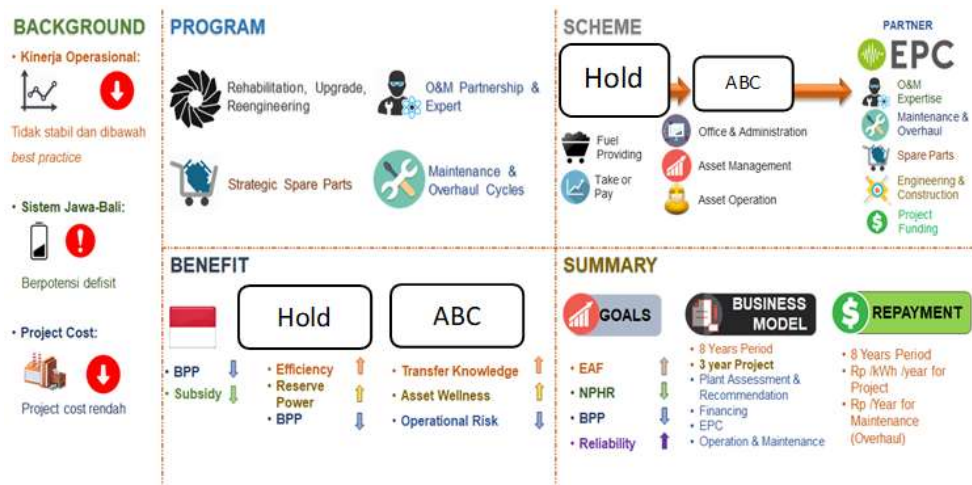 BACKGROUND
• Kinerja Operasional:
Tidak stabil dan dibawah
best practice
• Sistem Jawa-Bali:
Berpotensi defisit
• Project Cost:
Project cost rendah
PROGRAM
Rehabilitation, Upgrade,
Reengineering
O&M Partnership &
Expert
Strategic Spare Parts
Maintenance &
Overhaul Cycles
SCHEME
Hold
ABC
PARTNER
EPC
Fuel
Providing
Take or
Pay
Office & Administration
Asset Management
Asset Operation
O&M
Expertise
Maintenance &
Overhaul
Spare Parts
Engineering &
Construction
Project
Funding
BENEFIT
Hold
ABC
• BPP
• Subsidy
• Efficiency
• Reserve
Power
• BPP
• Transfer Knowledge
• Asset Wellness
• Operational Risk
SUMMARY
GOALS
• EAF
• NPHR
• BPP
• Reliability
BUSINESS
MODEL
• 8 Years Period
• 3 year Project
• Plant Assessment &
Recommendation
• Financing
• EPC
• Operation & Maintenance
$ REPAYMENT
• 8 Years Period
• Rp /kWh /year for
Project
• Rp /Year for
Maintenance
(Overhaul)